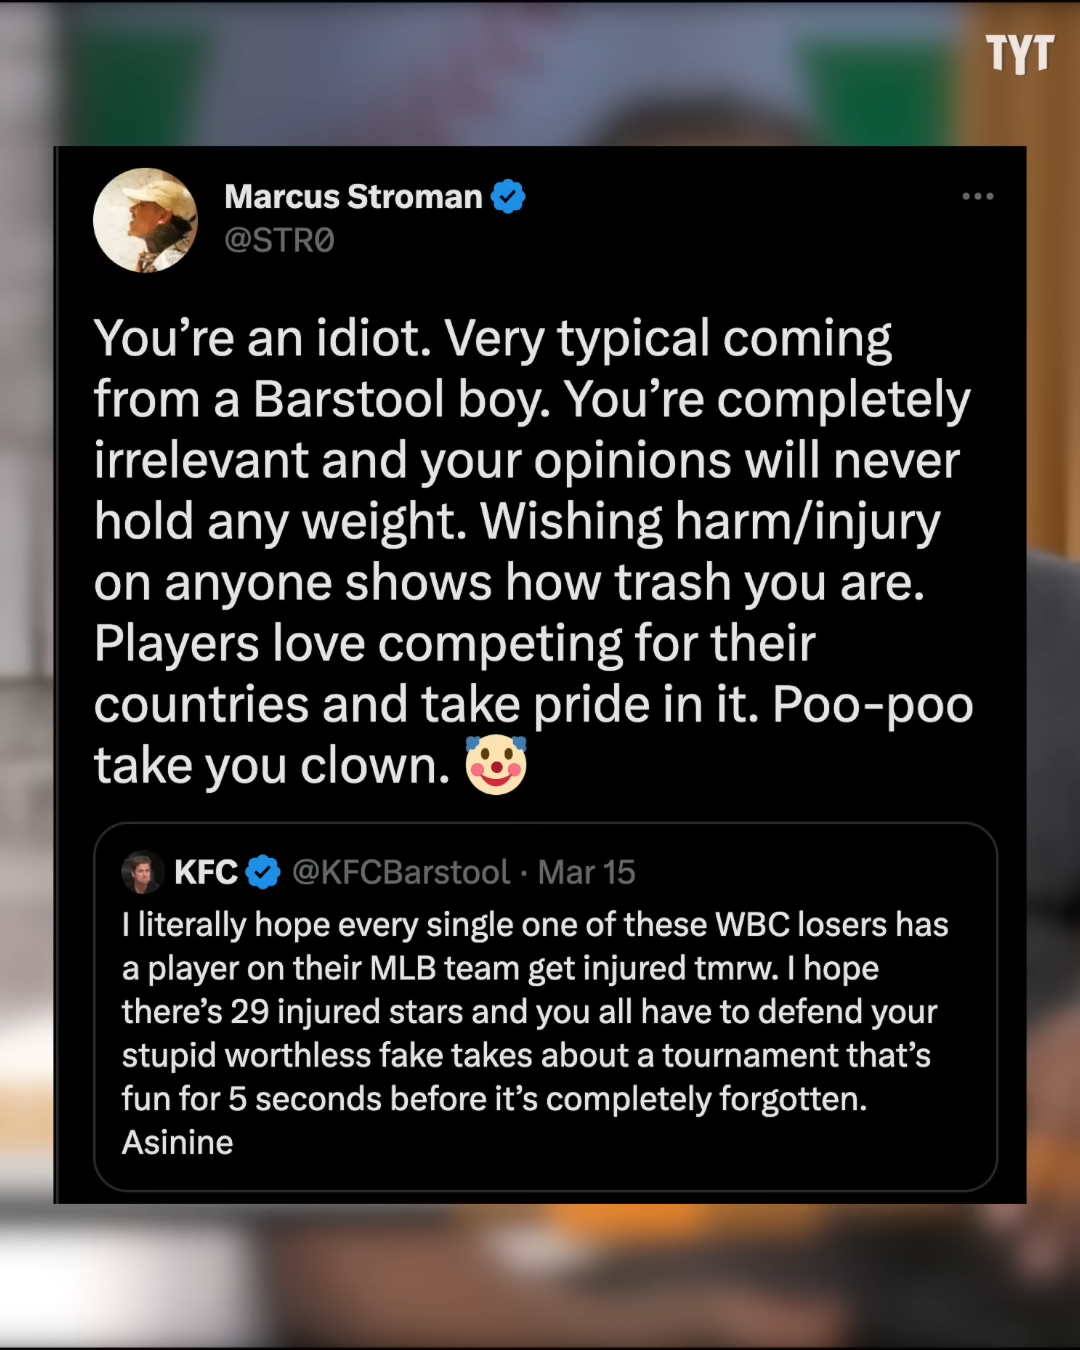 TYT
Marcus Stroman
@STR0
You’re an idiot. Very typical coming
from a Barstool boy. You’re completely
irrelevant and your opinions will never
hold any weight. Wishing harm/injury
on anyone shows how trash you are.
Players love competing for their
countries and take pride in it. Poo-poo
take you clown. 🤡
KFC @KFCBarstool · Mar 15
I literally hope every single one of these WBC losers has
a player on their MLB team get injured tmrw. I hope
there’s 29 injured stars and you all have to defend your
stupid worthless fake takes about a tournament that’s
fun for 5 seconds before it’s completely forgotten.
Asinine